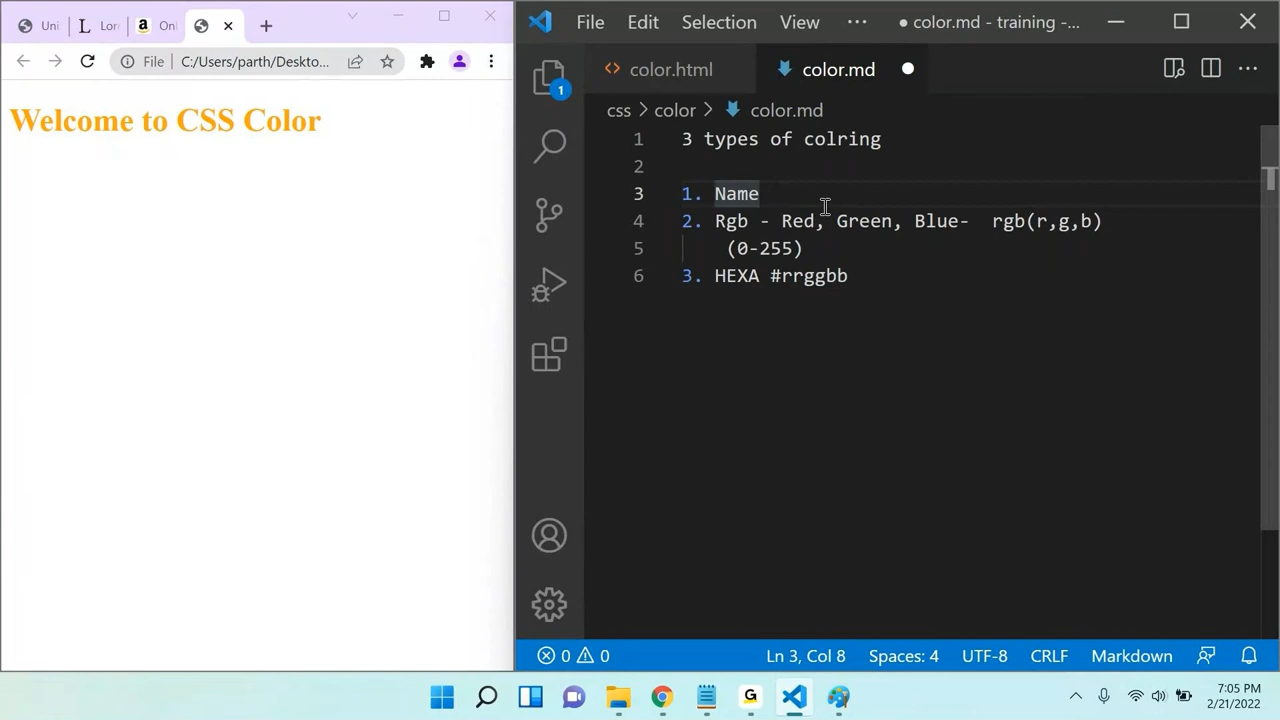 Uni
Lor
On
File C:/Users/parth/Deskto...
Welcome to CSS Color
File Edit Selection View ··· ● color.md - training -...
color.html
color.md
css > color > color.md
1 3 types of colring
2
3 1. Name
4 2. Rgb - Red, Green, Blue-  rgb(r,g,b)
5 (0-255)
6 3. HEXA #rrggbb
1
0 0 Ln 3, Col 8 Spaces: 4 UTF-8 CRLF Markdown
7:05 PM
2/21/2022